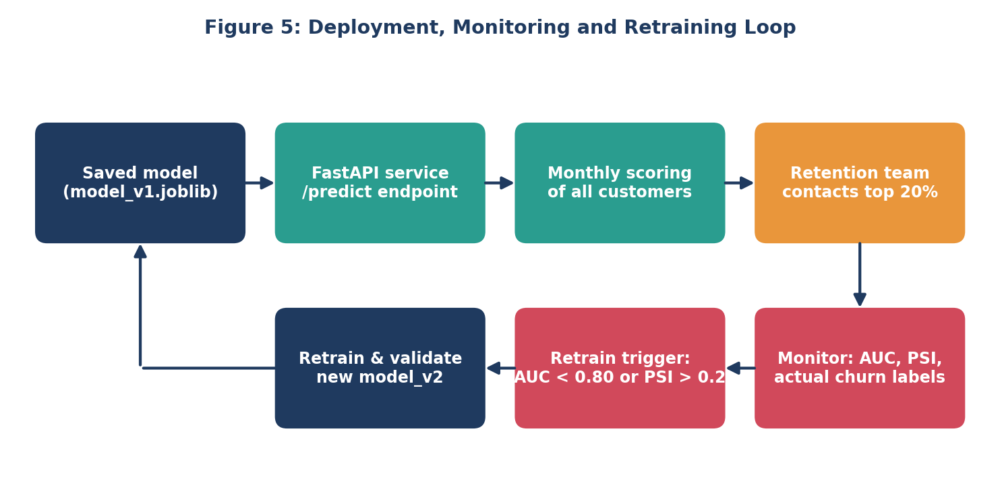 Figure 5: Deployment, Monitoring and Retraining Loop
Saved model
(model_v1.joblib)
FastAPI service
/predict endpoint
Monthly scoring
of all customers
Retention team
contacts top 20%
Retrain & validate
new model_v2
Retrain trigger:
AUC < 0.80 or PSI > 0.2
Monitor: AUC, PSI,
actual churn labels